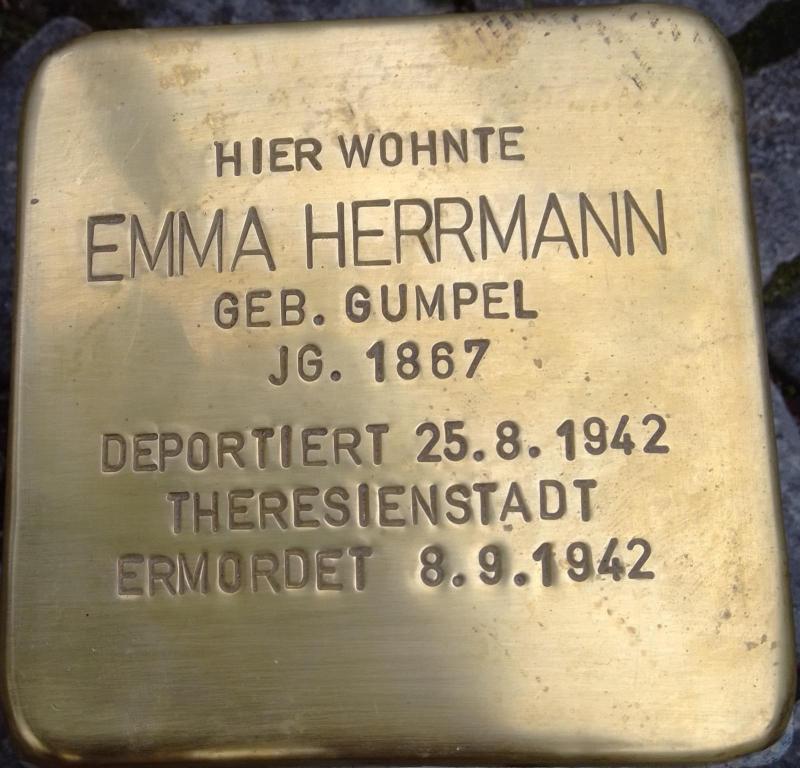 HIER WOHNTE
EMMA HERRMANN
GEB. GUMPEL
JG. 1867
DEPORTIERT 25.8.1942
THERESIENSTADT
ERMORDET 8.9.1942